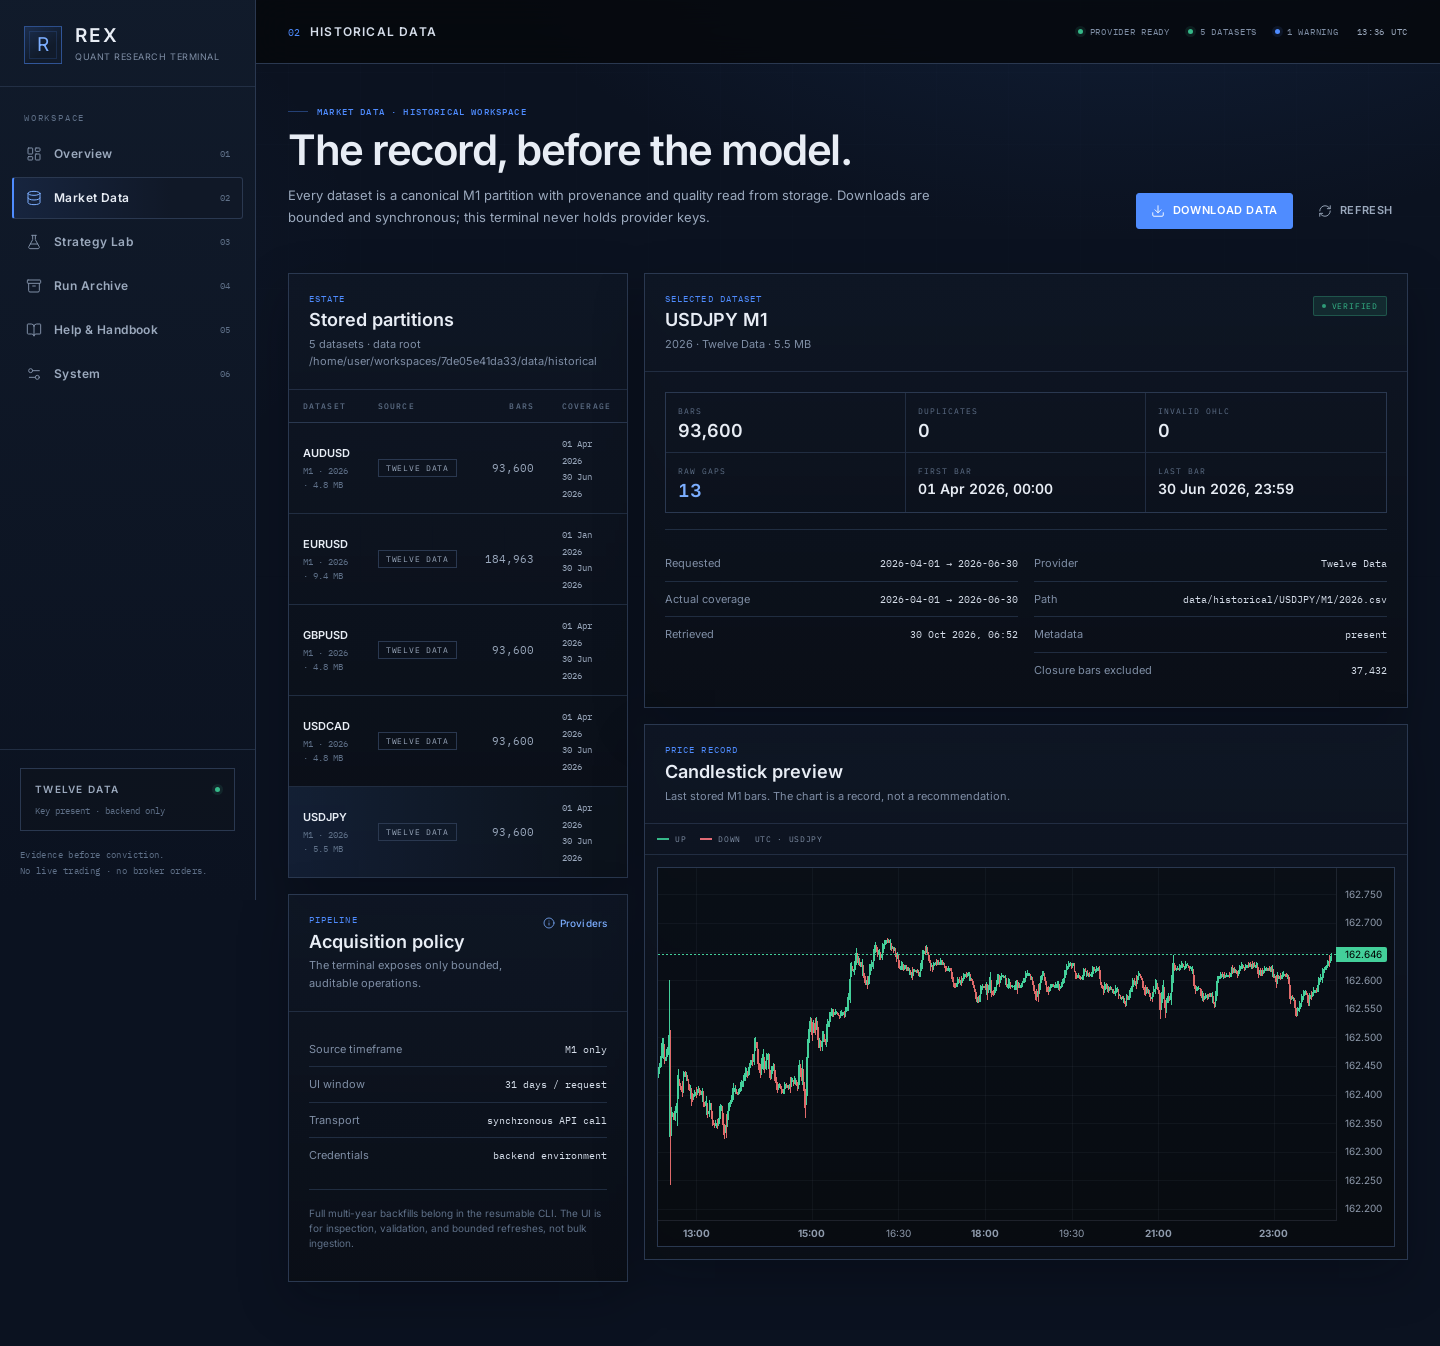 R
REX
QUANT RESEARCH TERMINAL
WORKSPACE
Overview 01
Market Data 02
Strategy Lab 03
Run Archive 04
Help & Handbook 05
System 06
TWELVE DATA
Key present · backend only
Evidence before conviction.
No live trading · no broker orders.
02 HISTORICAL DATA
PROVIDER READY 5 DATASETS 1 WARNING 13:36 UTC
MARKET DATA · HISTORICAL WORKSPACE
The record, before the model.
Every dataset is a canonical M1 partition with provenance and quality read from storage. Downloads are
bounded and synchronous; this terminal never holds provider keys.
DOWNLOAD DATA REFRESH
ESTATE
Stored partitions
5 datasets · data root
/home/user/workspaces/7de05e41da33/data/historical
DATASET SOURCE BARS COVERAGE
AUDUSD
M1 · 2026
· 4.8 MB
TWELVE DATA
93,600
01 Apr
2026
30 Jun
2026
EURUSD
M1 · 2026
· 9.4 MB
TWELVE DATA
184,963
01 Jan
2026
30 Jun
2026
GBPUSD
M1 · 2026
· 4.8 MB
TWELVE DATA
93,600
01 Apr
2026
30 Jun
2026
USDCAD
M1 · 2026
· 4.8 MB
TWELVE DATA
93,600
01 Apr
2026
30 Jun
2026
USDJPY
M1 · 2026
· 5.5 MB
TWELVE DATA
93,600
01 Apr
2026
30 Jun
2026
PIPELINE
Acquisition policy
The terminal exposes only bounded,
auditable operations.
Providers
Source timeframe M1 only
UI window 31 days / request
Transport synchronous API call
Credentials backend environment
Full multi-year backfills belong in the resumable CLI. The UI is
for inspection, validation, and bounded refreshes, not bulk
ingestion.
SELECTED DATASET
USDJPY M1
2026 · Twelve Data · 5.5 MB
VERIFIED
BARS
93,600
DUPLICATES
0
INVALID OHLC
0
RAW GAPS
13
FIRST BAR
01 Apr 2026, 00:00
LAST BAR
30 Jun 2026, 23:59
Requested 2026-04-01 → 2026-06-30
Actual coverage 2026-04-01 → 2026-06-30
Retrieved 30 Oct 2026, 06:52
Provider Twelve Data
Path data/historical/USDJPY/M1/2026.csv
Metadata present
Closure bars excluded 37,432
PRICE RECORD
Candlestick preview
Last stored M1 bars. The chart is a record, not a recommendation.
UP DOWN UTC · USDJPY
162.750
162.700
162.646
162.600
162.550
162.500
162.450
162.400
162.350
162.300
162.250
162.200
13:00 15:00 16:30 18:00 19:30 21:00 23:00